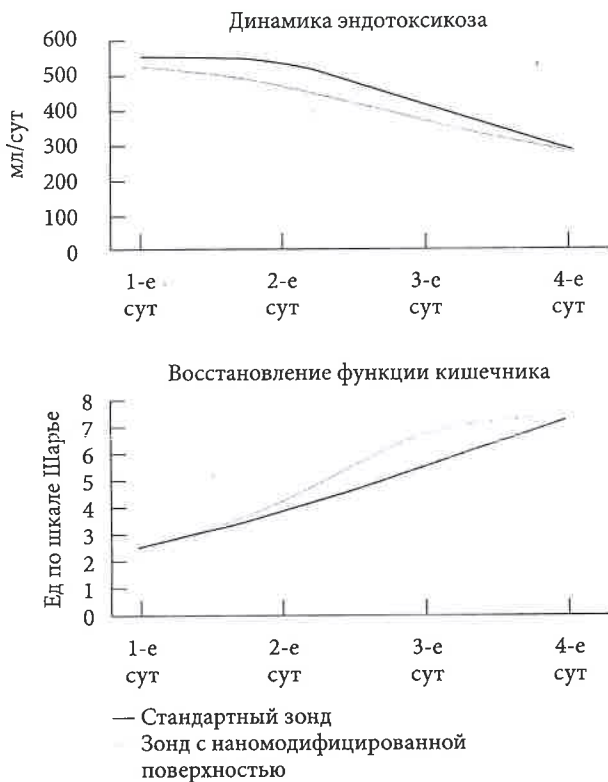 Динамика эндотоксикоза
мл/сут
600
500
400
300
200
100
0
1-е
сут
2-е
сут
3-е
сут
4-е
сут
Восстановление функции кишечника
Ед по шкале Шарье
8
7
6
5
4
3
2
1
0
1-е
сут
2-е
сут
3-е
сут
4-е
сут
— Стандартный зонд
Зонд с наномодифицированной
поверхностью